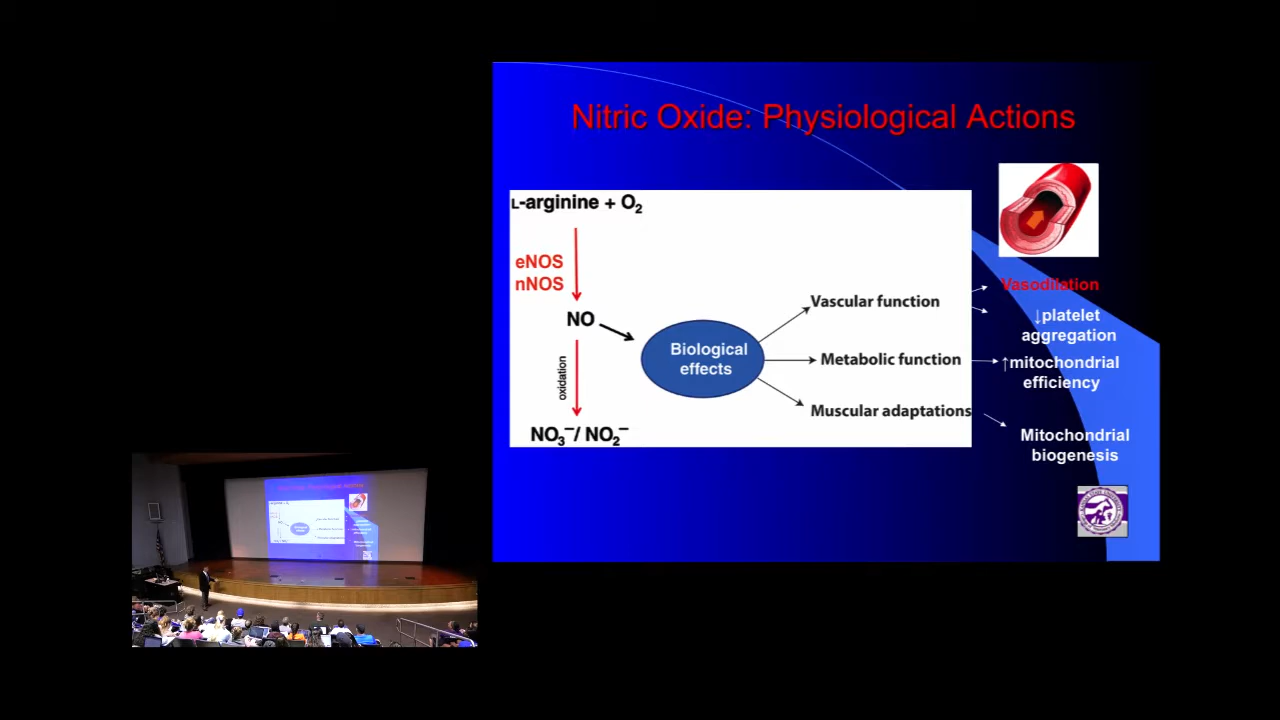 Nitric Oxide: Physiological Actions
L-arginine + O₂
eNOS
nNOS
NO
oxidation
NO₃⁻/ NO₂⁻
Biological
effects
Vascular function
Metabolic function
Muscular adaptations
Vasodilation
↓platelet
aggregation
↑mitochondrial
efficiency
Mitochondrial
biogenesis